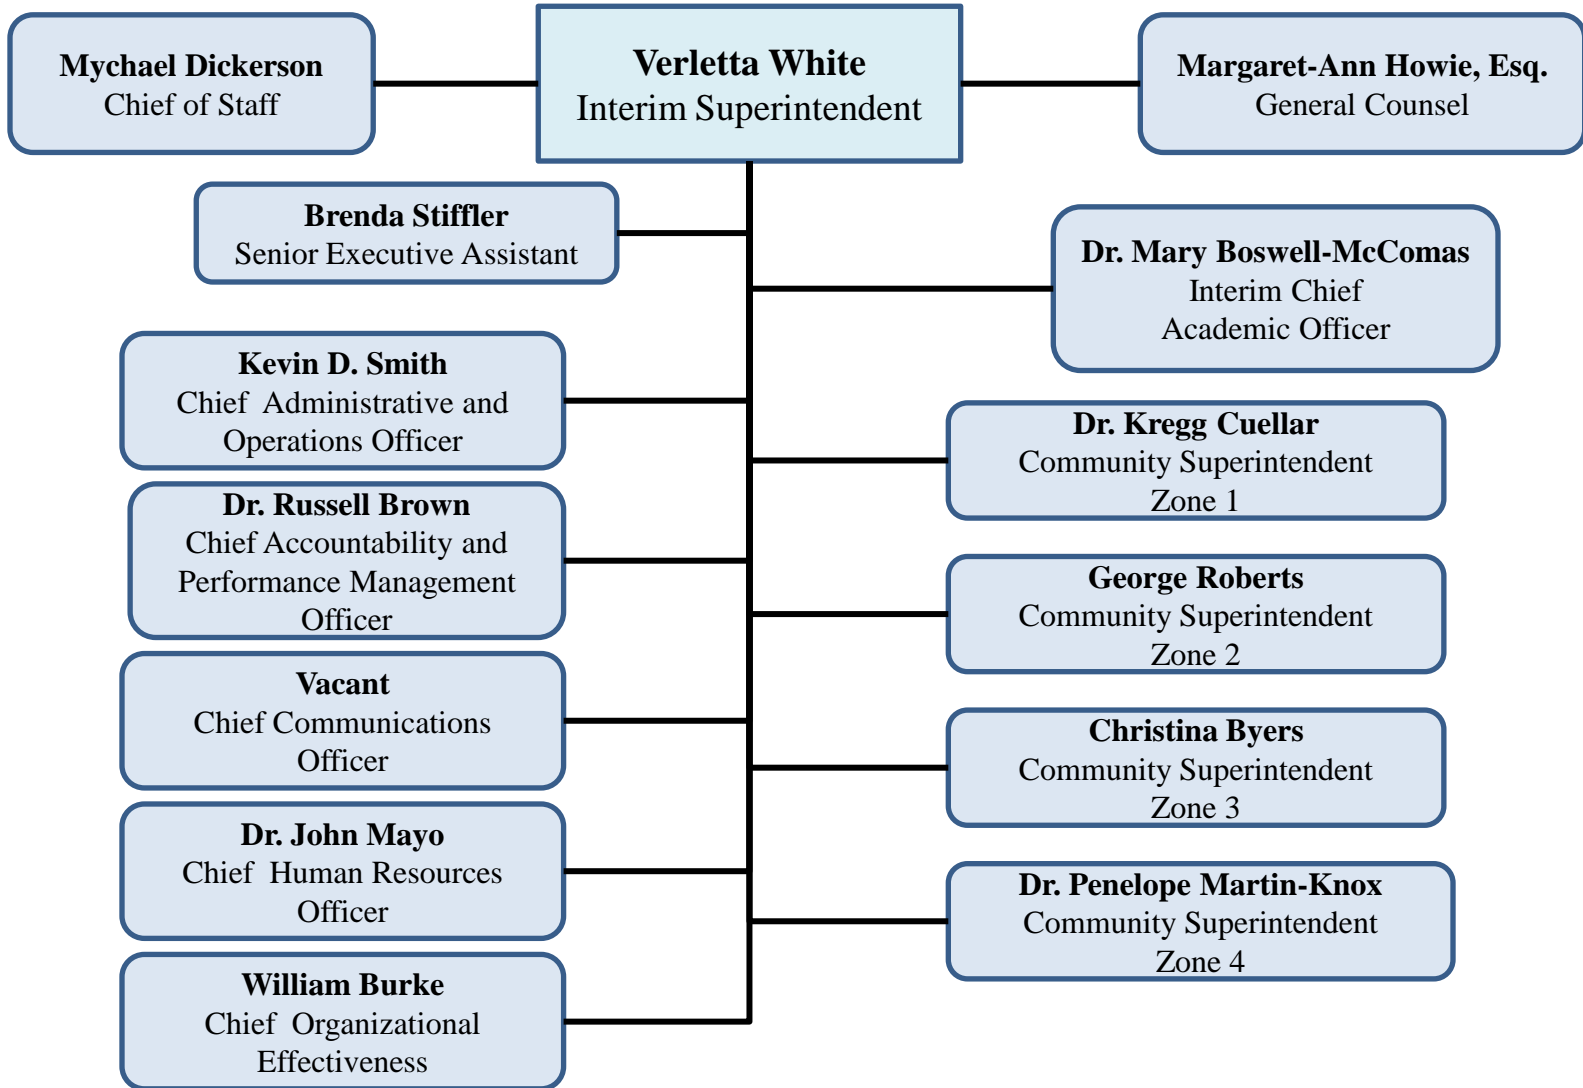 Mychael Dickerson
Chief of Staff
Verletta White
Interim Superintendent
Margaret-Ann Howie, Esq.
General Counsel
Brenda Stiffler
Senior Executive Assistant
Dr. Mary Boswell-McComas
Interim Chief
Academic Officer
Kevin D. Smith
Chief Administrative and
Operations Officer
Dr. Kregg Cuellar
Community Superintendent
Zone 1
Dr. Russell Brown
Chief Accountability and
Performance Management
Officer
George Roberts
Community Superintendent
Zone 2
Vacant
Chief Communications
Officer
Christina Byers
Community Superintendent
Zone 3
Dr. John Mayo
Chief Human Resources
Officer
Dr. Penelope Martin-Knox
Community Superintendent
Zone 4
William Burke
Chief Organizational
Effectiveness